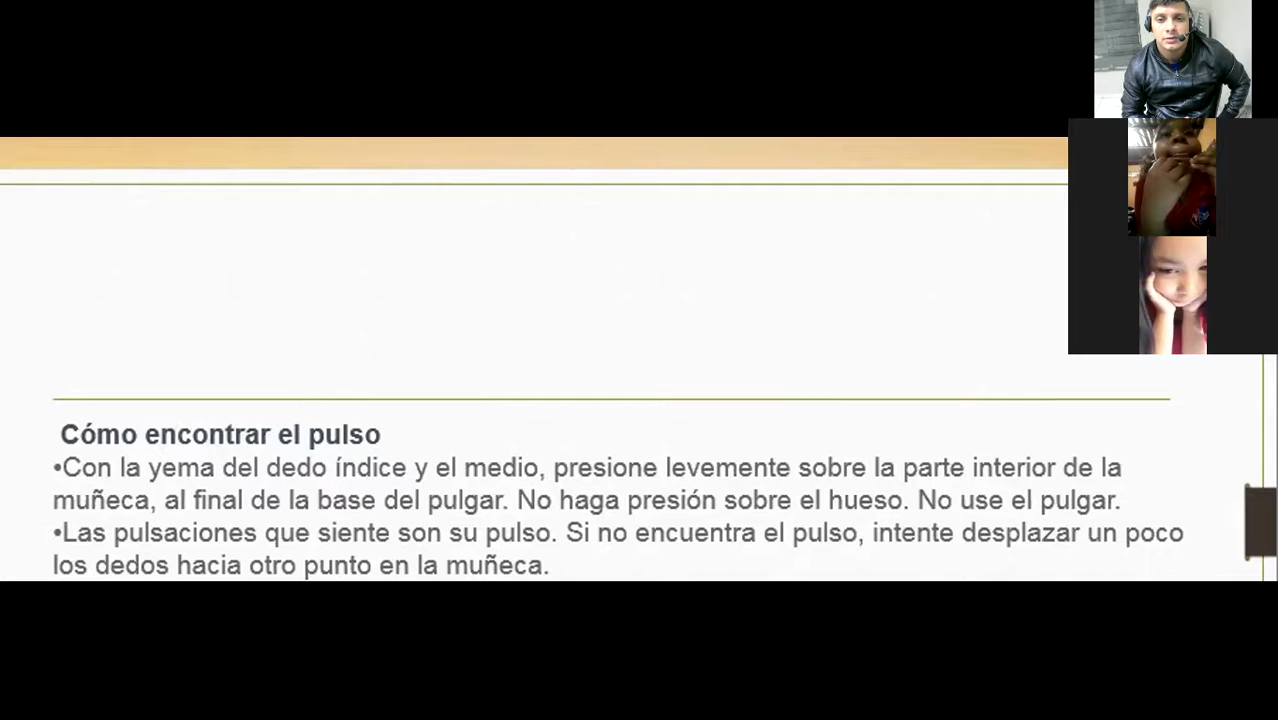 Cómo encontrar el pulso
•Con la yema del dedo índice y el medio, presione levemente sobre la parte interior de la
muñeca, al final de la base del pulgar. No haga presión sobre el hueso. No use el pulgar.
•Las pulsaciones que siente son su pulso. Si no encuentra el pulso, intente desplazar un poco
los dedos hacia otro punto en la muñeca.